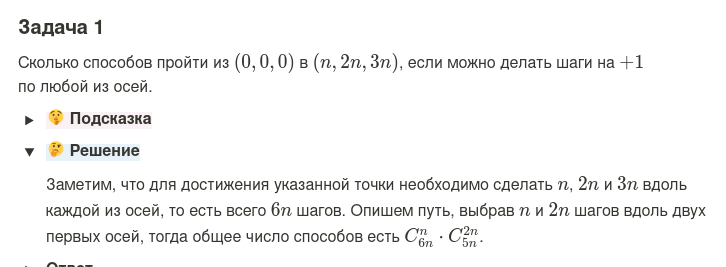 Задача 1
Сколько способов пройти из (0, 0, 0) в (n, 2n, 3n), если можно делать шаги на +1
по любой из осей.
▶ 🤫 Подсказка
▼ 🤔 Решение
Заметим, что для достижения указанной точки необходимо сделать n, 2n и 3n вдоль
каждой из осей, то есть всего 6n шагов. Опишем путь, выбрав n и 2n шагов вдоль двух
первых осей, тогда общее число способов есть $C_{6n}^{n} \cdot C_{5n}^{2n}$.